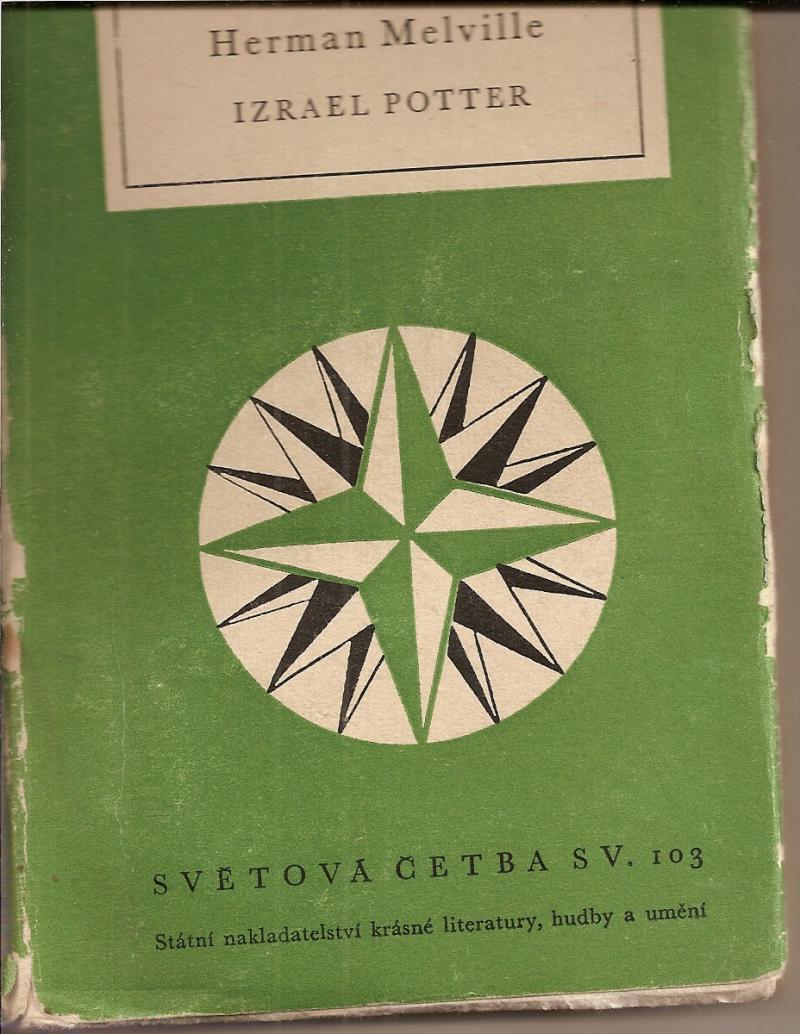 Herman Melville
IZRAEL POTTER
SVĚTOVÁ ČETBA SV. 103
Státní nakladatelství krásné literatury, hudby a umění